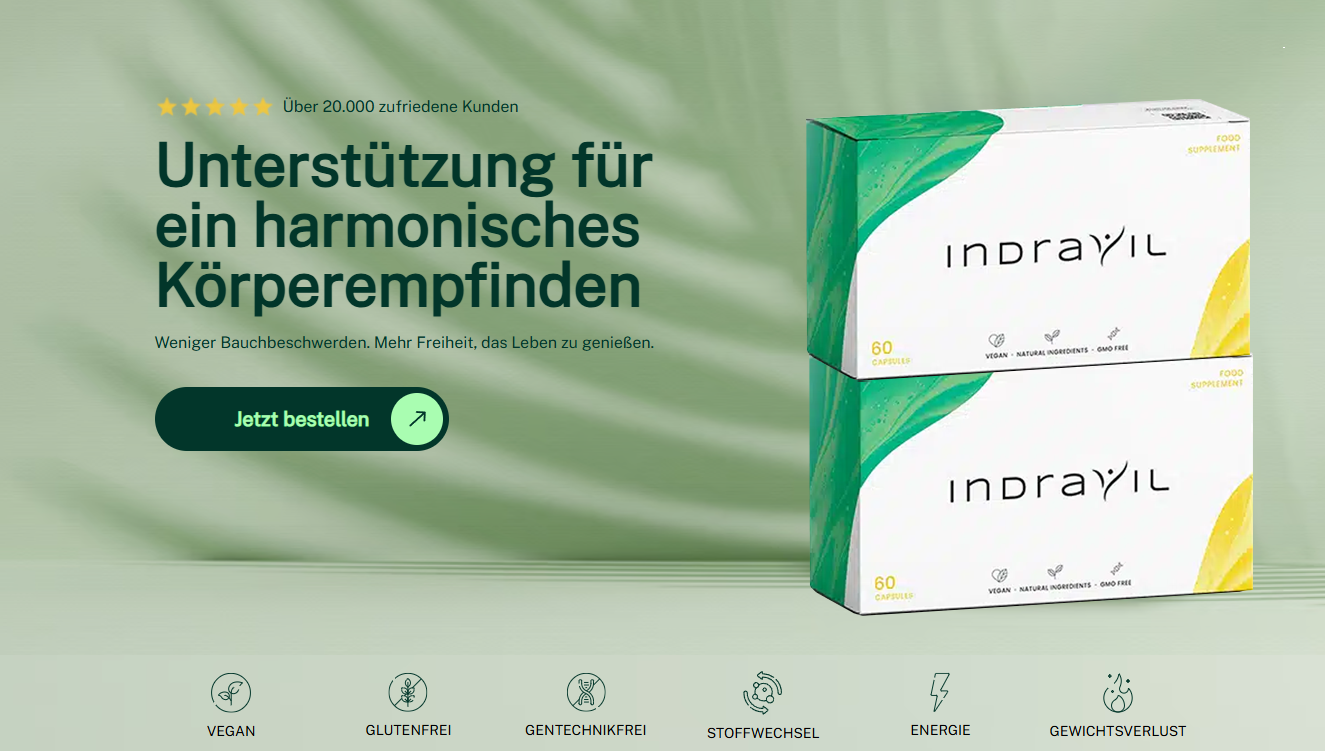 Über 20.000 zufriedene Kunden
Unterstützung für
ein harmonisches
Körperempfinden
Weniger Bauchbeschwerden. Mehr Freiheit, das Leben zu genießen.
Jetzt bestellen
FOOD
SUPPLEMENT
INDRAVIL
60
CAPSULES
VEGAN - NATURAL INGREDIENTS - GMO FREE
FOOD
SUPPLEMENT
INDRAVIL
60
CAPSULES
VEGAN - NATURAL INGREDIENTS - GMO FREE
VEGAN
GLUTENFREI
GENTECHNIKFREI
STOFFWECHSEL
ENERGIE
GEWICHTSVERLUST